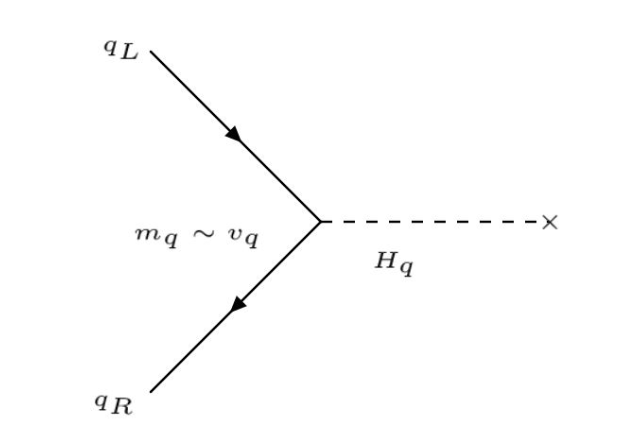 q_L
m_q ∼ v_q
H_q
q_R